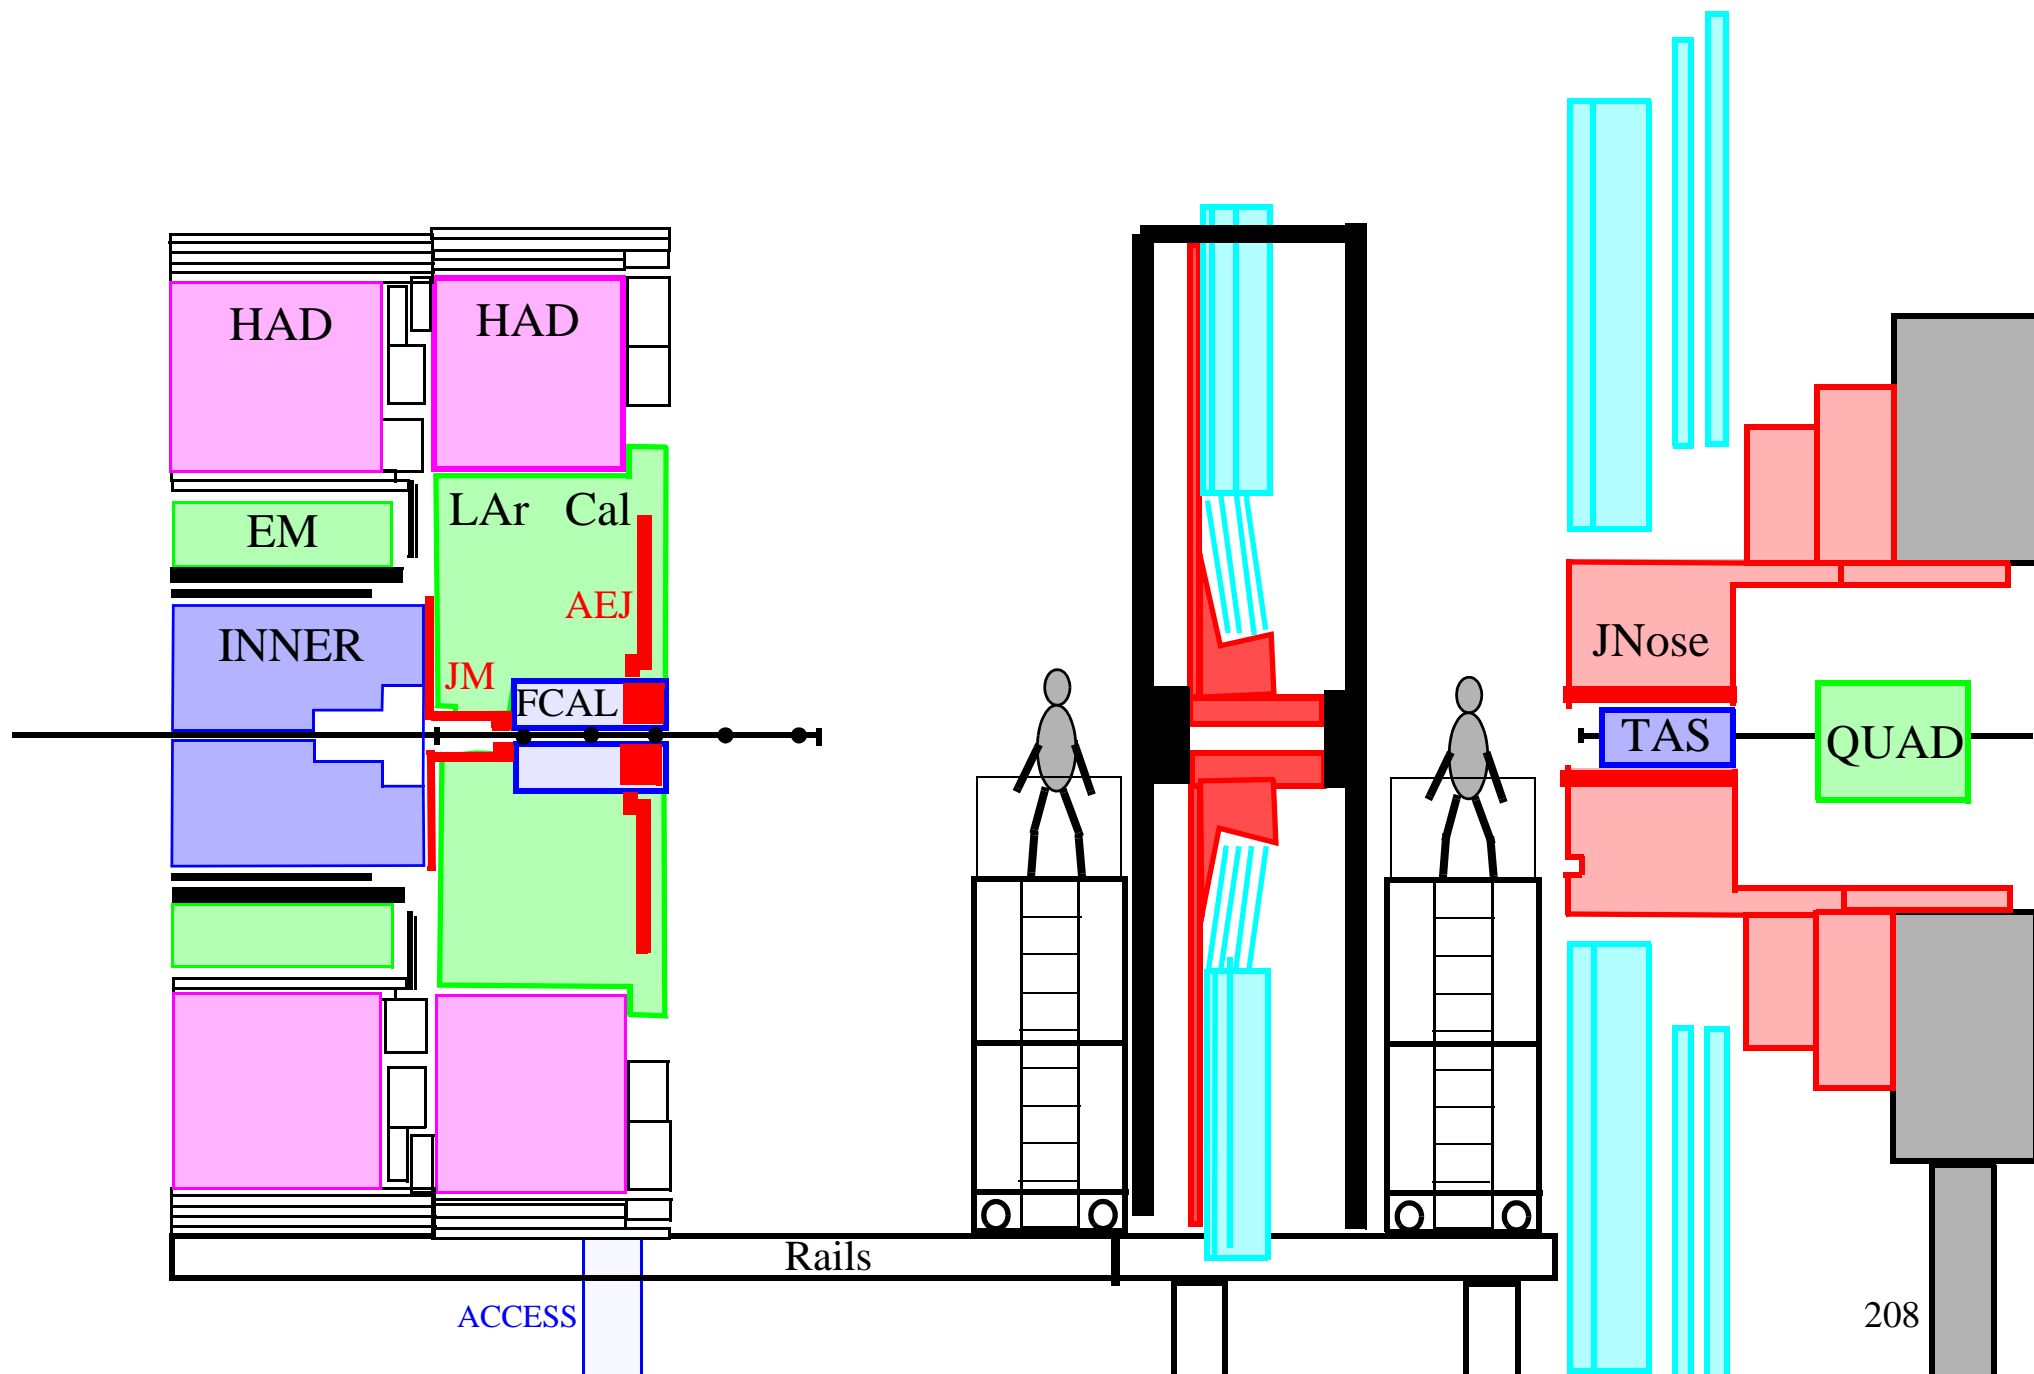 HAD
HAD
LAr Cal
EM
AEJ
INNER
JM
FCAL
JNose
TAS
QUAD
Rails
ACCESS
208